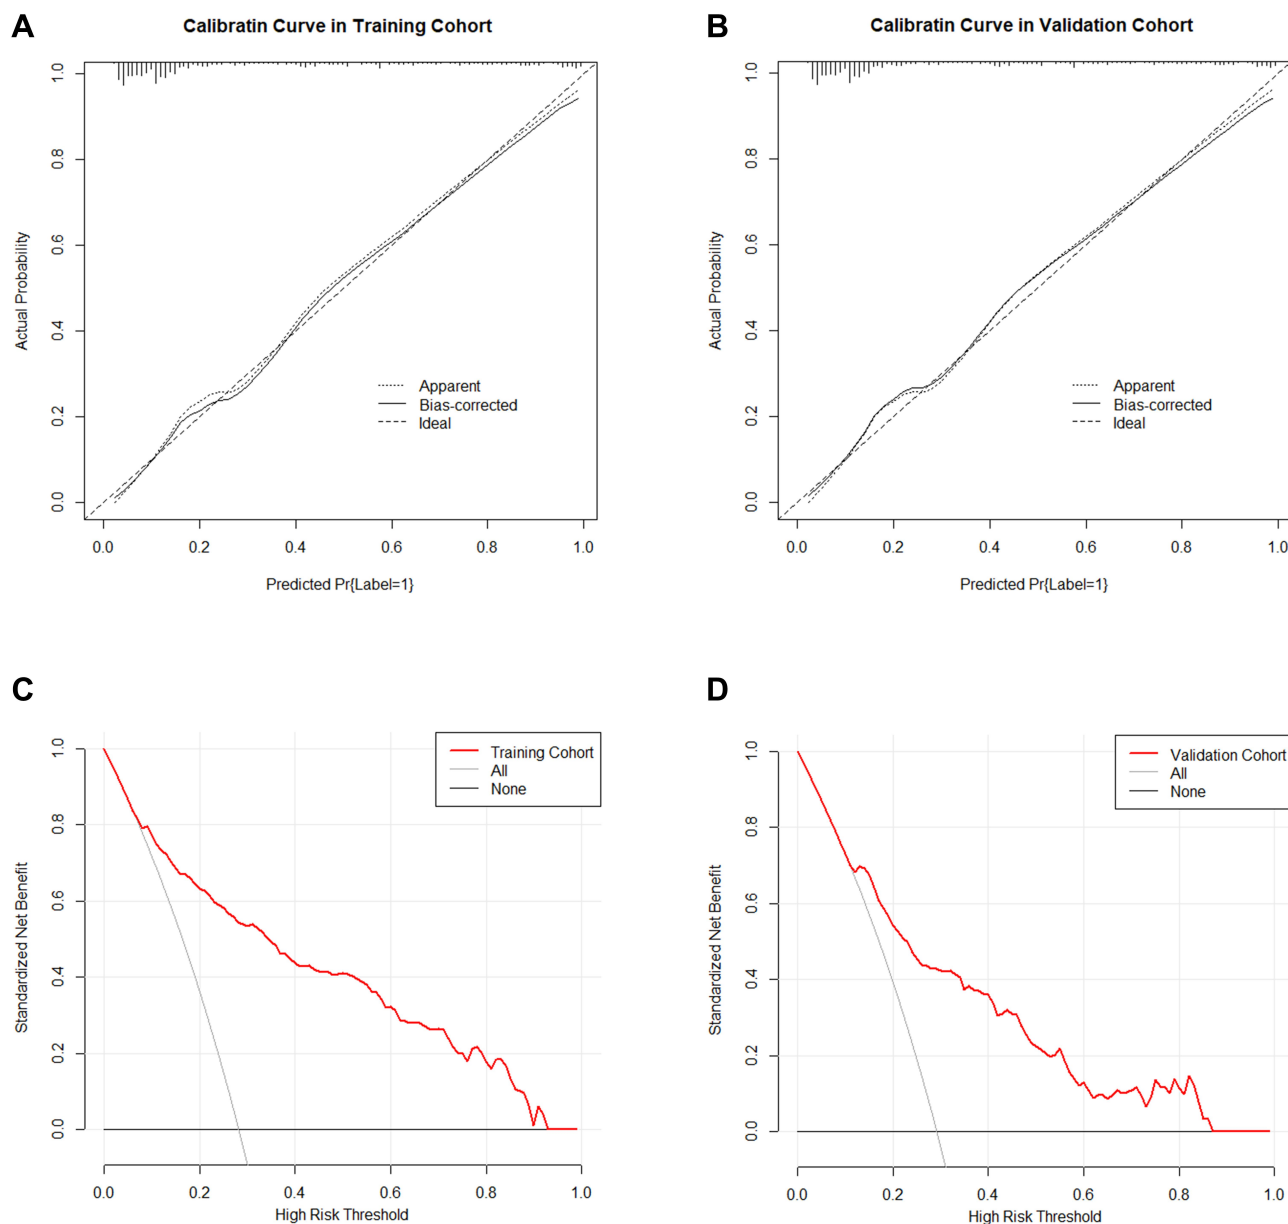 A
Calibratin Curve in Training Cohort
1.0
0.8
0.6
0.4
0.2
0.0
Actual Probability
Apparent
Bias-corrected
Ideal
0.0 0.2 0.4 0.6 0.8 1.0
Predicted Pr{Label=1}
B
Calibratin Curve in Validation Cohort
1.0
0.8
0.6
0.4
0.2
0.0
Actual Probability
Apparent
Bias-corrected
Ideal
0.0 0.2 0.4 0.6 0.8 1.0
Predicted Pr{Label=1}
C
1.0
0.8
0.6
0.4
0.2
0.0
Standardized Net Benefit
Training Cohort
All
None
0.0 0.2 0.4 0.6 0.8 1.0
High Risk Threshold
D
1.0
0.8
0.6
0.4
0.2
0.0
Standardized Net Benefit
Validation Cohort
All
None
0.0 0.2 0.4 0.6 0.8 1.0
High Risk Threshold